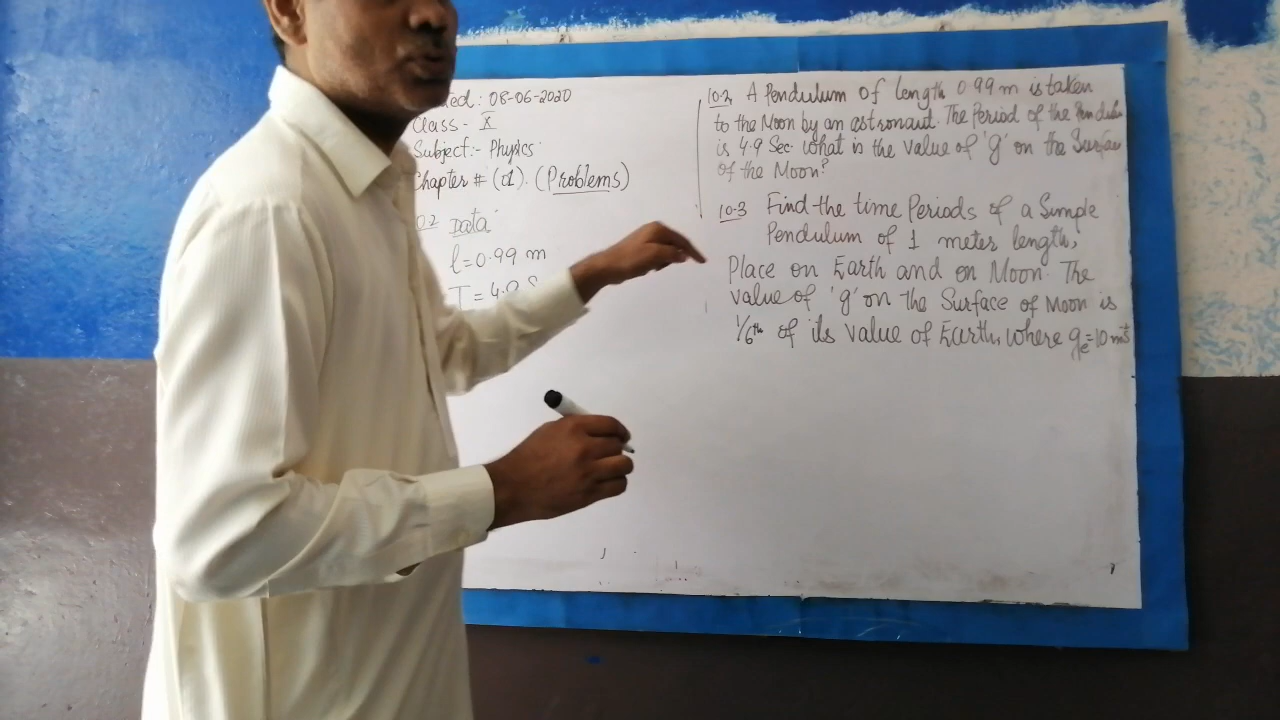 ted: 08-06-2020
Class - X
Subject:- Physics
Chapter # (01). (Problems)
0.2 Data
l = 0.99 m
T = 4.9 S
10.2 A Pendulum of length 0.99 m is taken
to the Moon by an astronaut. The Period of the Pendulu
is 4.9 Sec. What is the value of 'g' on the Surface
of the Moon?
10.3 Find the time Periods of a Simple
Pendulum of 1 meter length,
Place on Earth and on Moon. The
value of 'g' on the Surface of Moon is
1/6th of its value of Earth, where ge=10 ms